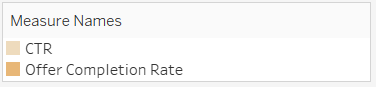 Measure Names
CTR
Offer Completion Rate